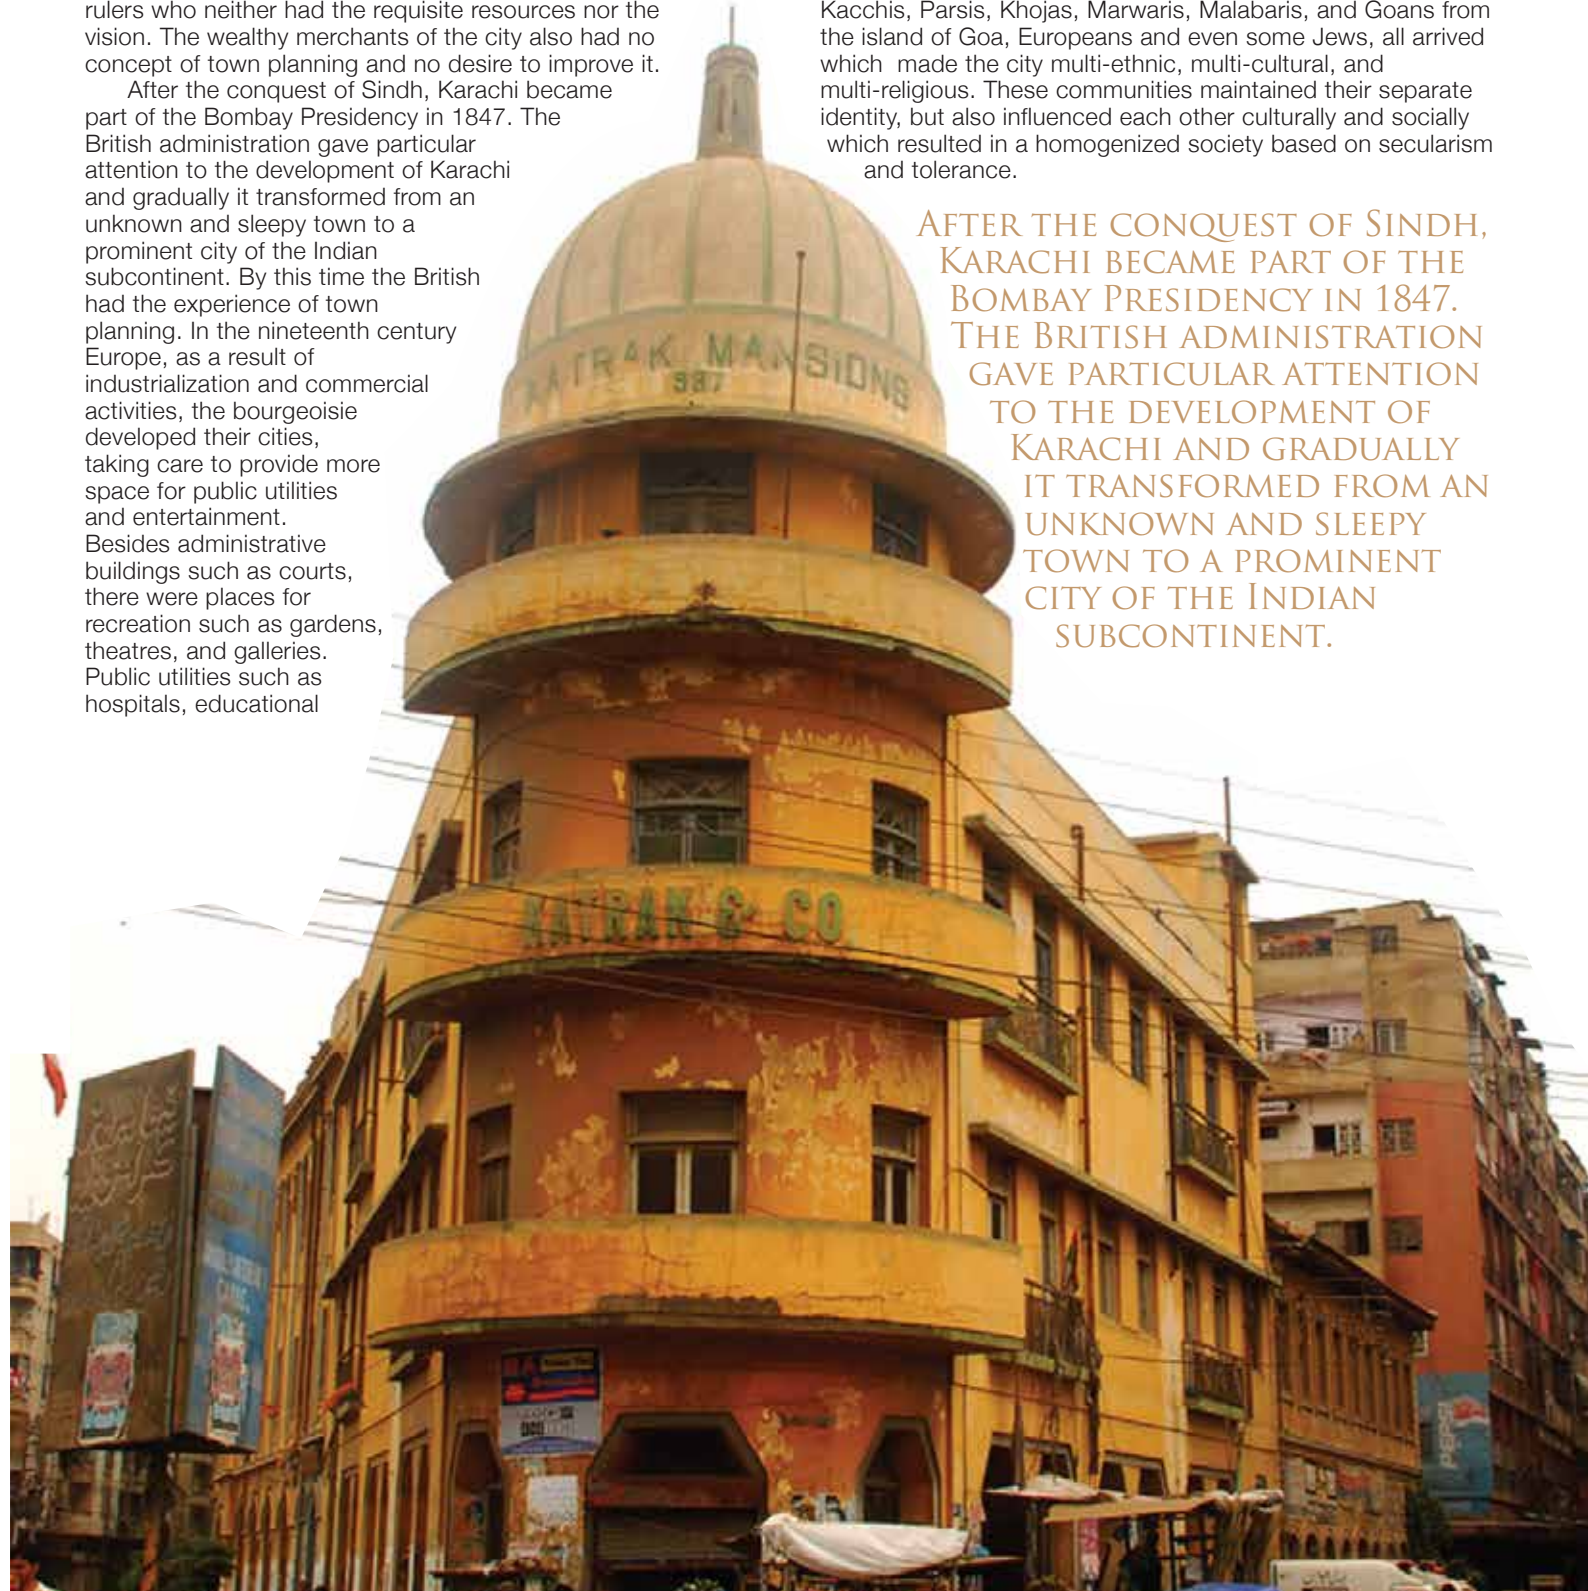 rulers who neither had the requisite resources nor the
vision. The wealthy merchants of the city also had no
concept of town planning and no desire to improve it.
After the conquest of Sindh, Karachi became
part of the Bombay Presidency in 1847. The
British administration gave particular
attention to the development of Karachi
and gradually it transformed from an
unknown and sleepy town to a
prominent city of the Indian
subcontinent. By this time the British
had the experience of town
planning. In the nineteenth century
Europe, as a result of
industrialization and commercial
activities, the bourgeoisie
developed their cities,
taking care to provide more
space for public utilities
and entertainment.
Besides administrative
buildings such as courts,
there were places for
recreation such as gardens,
theatres, and galleries.
Public utilities such as
hospitals, educational
Kacchis, Parsis, Khojas, Marwaris, Malabaris, and Goans from
the island of Goa, Europeans and even some Jews, all arrived
which made the city multi-ethnic, multi-cultural, and
multi-religious. These communities maintained their separate
identity, but also influenced each other culturally and socially
which resulted in a homogenized society based on secularism
and tolerance.
After the conquest of Sindh,
Karachi became part of the
Bombay Presidency in 1847.
The British administration
gave particular attention
to the development of
Karachi and gradually
it transformed from an
unknown and sleepy
town to a prominent
city of the Indian
subcontinent.
KATRAK MANSIONS
KATRAK & CO
PEPSI